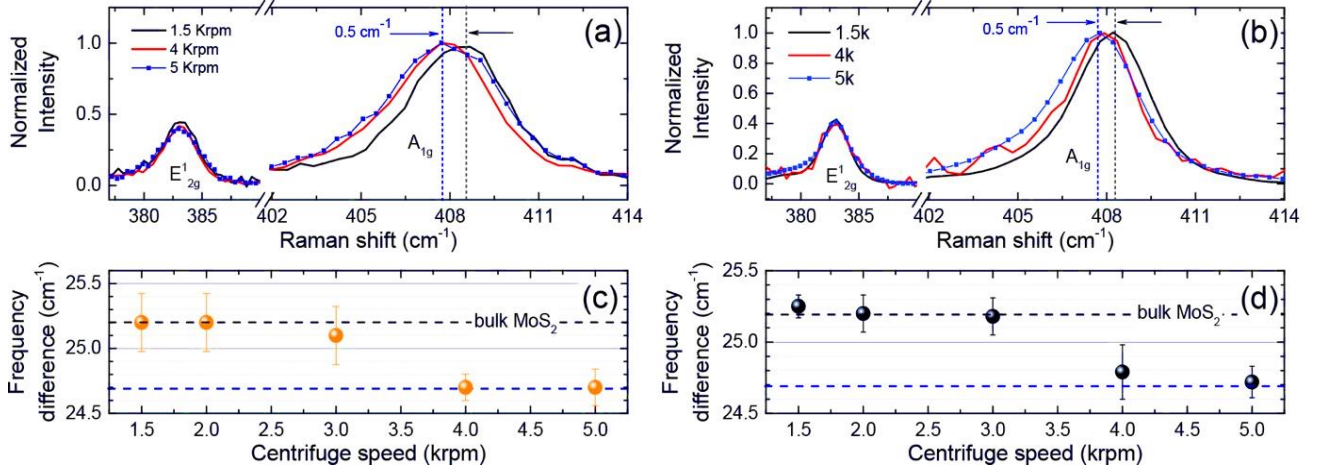 1.5 Krpm
4 Krpm
5 Krpm
0.5 cm⁻¹
(a)
Normalized
Intensity
1.0
0.5
0.0
E¹₂g
A₁g
380 385 402 405 408 411 414
Raman shift (cm⁻¹)
1.5k
4k
5k
0.5 cm⁻¹
(b)
Normalized
Intensity
1.0
0.8
0.6
0.4
0.2
0.0
E¹₂g
A₁g
380 385 402 405 408 411 414
Raman shift (cm⁻¹)
(c)
Frequency
difference (cm⁻¹)
25.5
25.0
24.5
bulk MoS₂
1.0 1.5 2.0 2.5 3.0 3.5 4.0 4.5 5.0
Centrifuge speed (krpm)
(d)
Frequency
difference (cm⁻¹)
25.5
25.0
24.5
bulk MoS₂
1.5 2.0 2.5 3.0 3.5 4.0 4.5 5.0
Centrifuge speed (krpm)